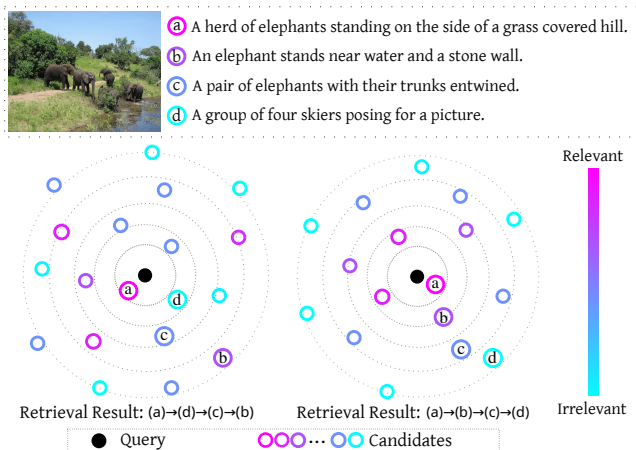 a A herd of elephants standing on the side of a grass covered hill.
b An elephant stands near water and a stone wall.
c A pair of elephants with their trunks entwined.
d A group of four skiers posing for a picture.
Relevant
a
d
c
b
Retrieval Result: (a)→(d)→(c)→(b)
a
b
c
d
Retrieval Result: (a)→(b)→(c)→(d)
Irrelevant
Query ... Candidates